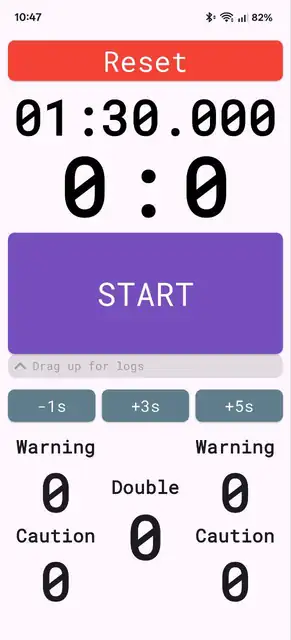 10:47 82%
Reset
01:30.000
0:0
START
Drag up for logs
-1s +3s +5s
Warning Warning
0 Double 0
Caution 0 Caution
0 0